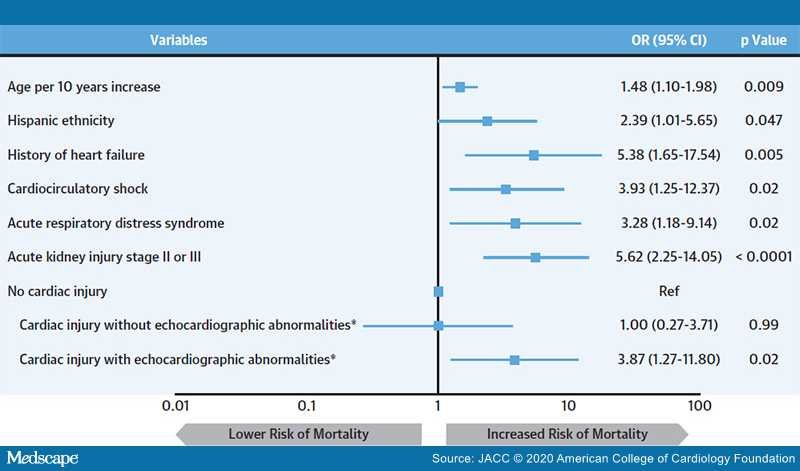 Variables OR (95% CI) p Value
Age per 10 years increase 1.48 (1.10-1.98) 0.009
Hispanic ethnicity 2.39 (1.01-5.65) 0.047
History of heart failure 5.38 (1.65-17.54) 0.005
Cardiocirculatory shock 3.93 (1.25-12.37) 0.02
Acute respiratory distress syndrome 3.28 (1.18-9.14) 0.02
Acute kidney injury stage II or III 5.62 (2.25-14.05) < 0.0001
No cardiac injury Ref
Cardiac injury without echocardiographic abnormalities* 1.00 (0.27-3.71) 0.99
Cardiac injury with echocardiographic abnormalities* 3.87 (1.27-11.80) 0.02
0.01 0.1 1 10 100
Lower Risk of Mortality Increased Risk of Mortality
Medscape Source: JACC © 2020 American College of Cardiology Foundation